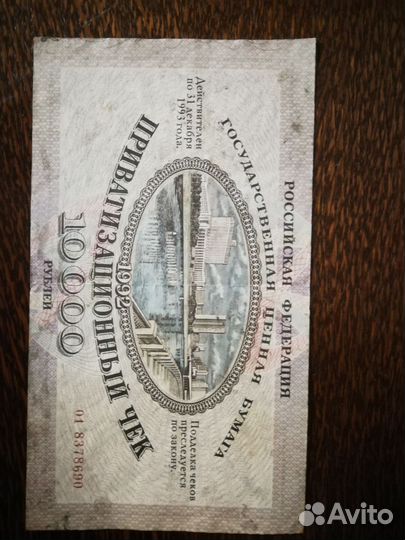 РОССИЙСКАЯ ФЕДЕРАЦИЯ
ГОСУДАРСТВЕННАЯ ЦЕННАЯ БУМАГА
Действителен
по 31 декабря
1993 года.
Подделка чеков
преследуется
по закону.
1992
ПРИВАТИЗАЦИОННЫЙ ЧЕК
10000
РУБЛЕЙ
01 8378690
Avito